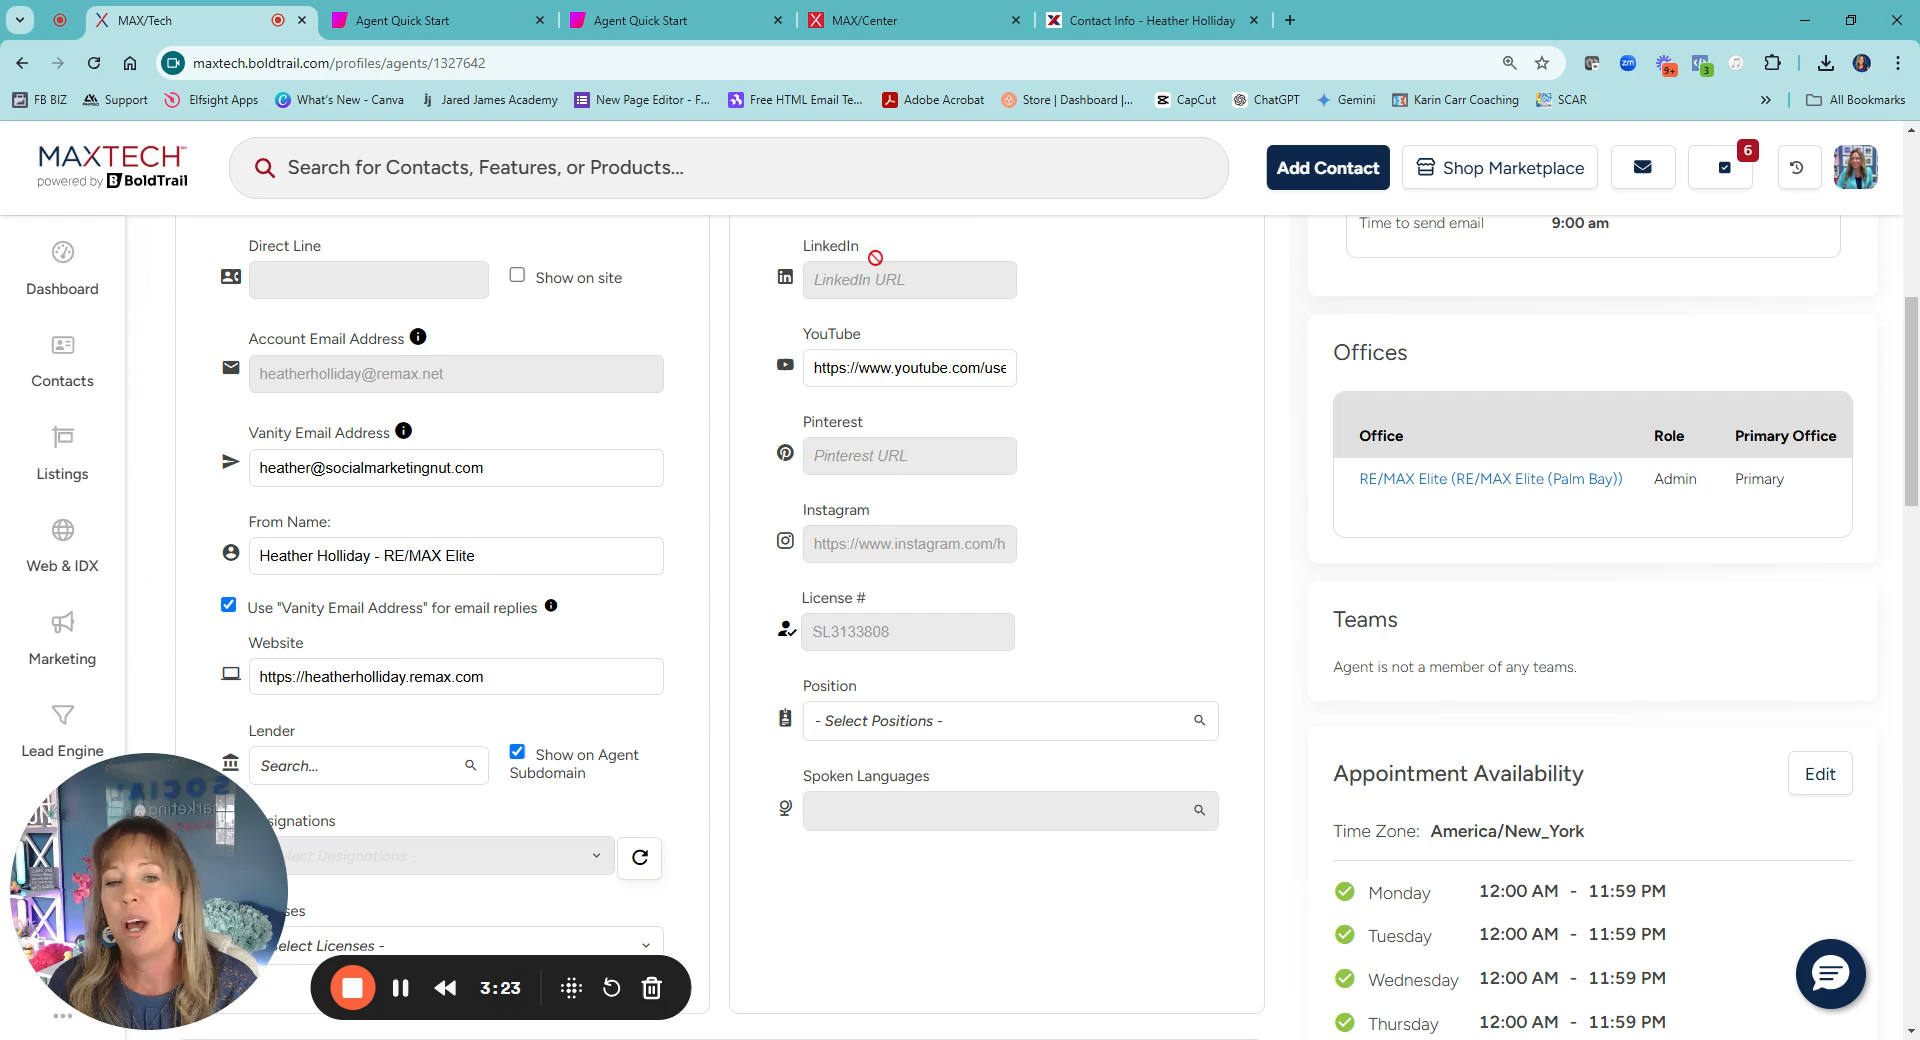 MAX/Tech
Agent Quick Start
Agent Quick Start
MAX/Center
Contact Info - Heather Holliday
maxtech.boldtrail.com/profiles/agents/1327642
zm
9+
3
FB BIZ
Support
Elfsight Apps
What's New - Canva
Jared James Academy
New Page Editor - F...
Free HTML Email Te...
Adobe Acrobat
Store | Dashboard |...
CapCut
ChatGPT
Gemini
Karin Carr Coaching
SCAR
All Bookmarks
MAXTECH
powered by BoldTrail
Search for Contacts, Features, or Products...
Add Contact
Shop Marketplace
6
Dashboard
Contacts
Listings
Web & IDX
Marketing
Lead Engine
Direct Line
Show on site
Account Email Address
heatherholliday@remax.net
Vanity Email Address
heather@socialmarketingnut.com
From Name:
Heather Holliday - RE/MAX Elite
Use "Vanity Email Address" for email replies
Website
https://heatherholliday.remax.com
Lender
Search...
Show on Agent
Subdomain
signations
lect Designations -
ses
elect Licenses -
LinkedIn
LinkedIn URL
YouTube
https://www.youtube.com/use
Pinterest
Pinterest URL
Instagram
https://www.instagram.com/h
License #
SL3133808
Position
- Select Positions -
Spoken Languages
Time to send email 9:00 am
Offices
Office Role Primary Office
RE/MAX Elite (RE/MAX Elite (Palm Bay)) Admin Primary
Teams
Agent is not a member of any teams.
Appointment Availability
Edit
Time Zone: America/New_York
Monday 12:00 AM - 11:59 PM
Tuesday 12:00 AM - 11:59 PM
Wednesday 12:00 AM - 11:59 PM
Thursday 12:00 AM - 11:59 PM
SOCIAL
marketing
3:23